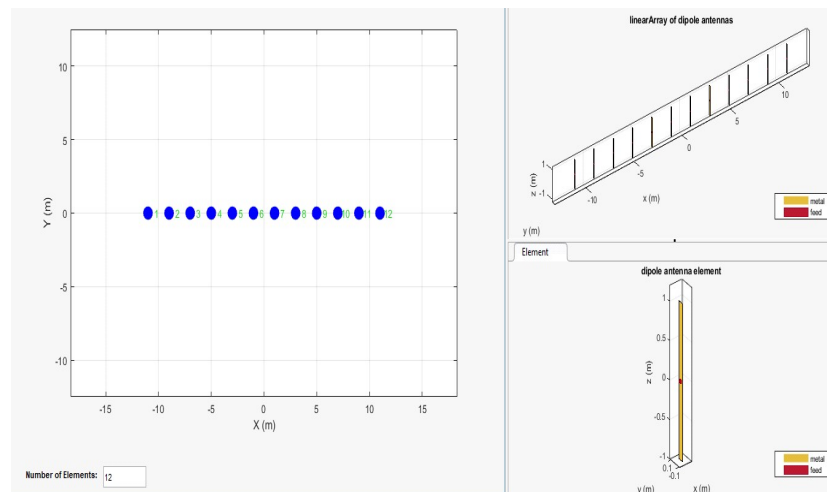 10
5
0
-5
-10
Y (m)
1 2 3 4 5 6 7 8 9 10 11 12
-15 -10 -5 0 5 10 15
X (m)
Number of Elements: 12
linearArray of dipole antennas
1
-1
z (m)
-10 -5 0 5 10
x (m)
y (m)
metal
feed
Element
dipole antenna element
1
0.5
0
-0.5
-1
z (m)
0.1
-0.1
y (m) x (m)
metal
feed